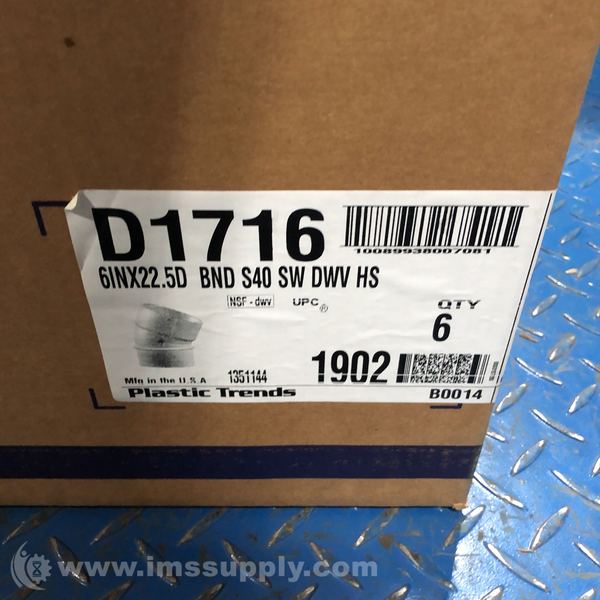 D1716
10089938007081
6INX22.5D BND S40 SW DWV HS
NSF - dwv UPC®
QTY
6
1902
Mfg in the U.S.A 1351144
Plastic Trends B0014
www.imssupply.com